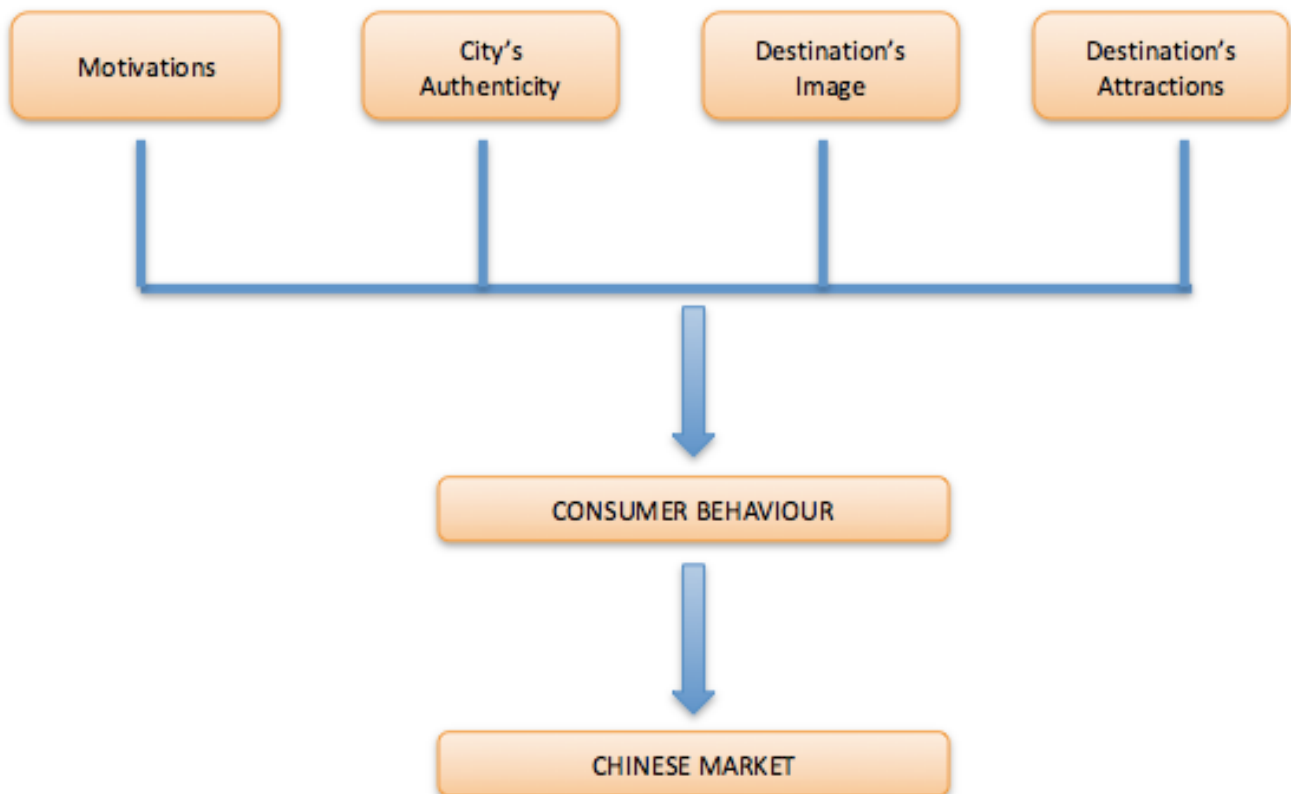 Motivations
City’s
Authenticity
Destination’s
Image
Destination’s
Attractions
CONSUMER BEHAVIOUR
CHINESE MARKET